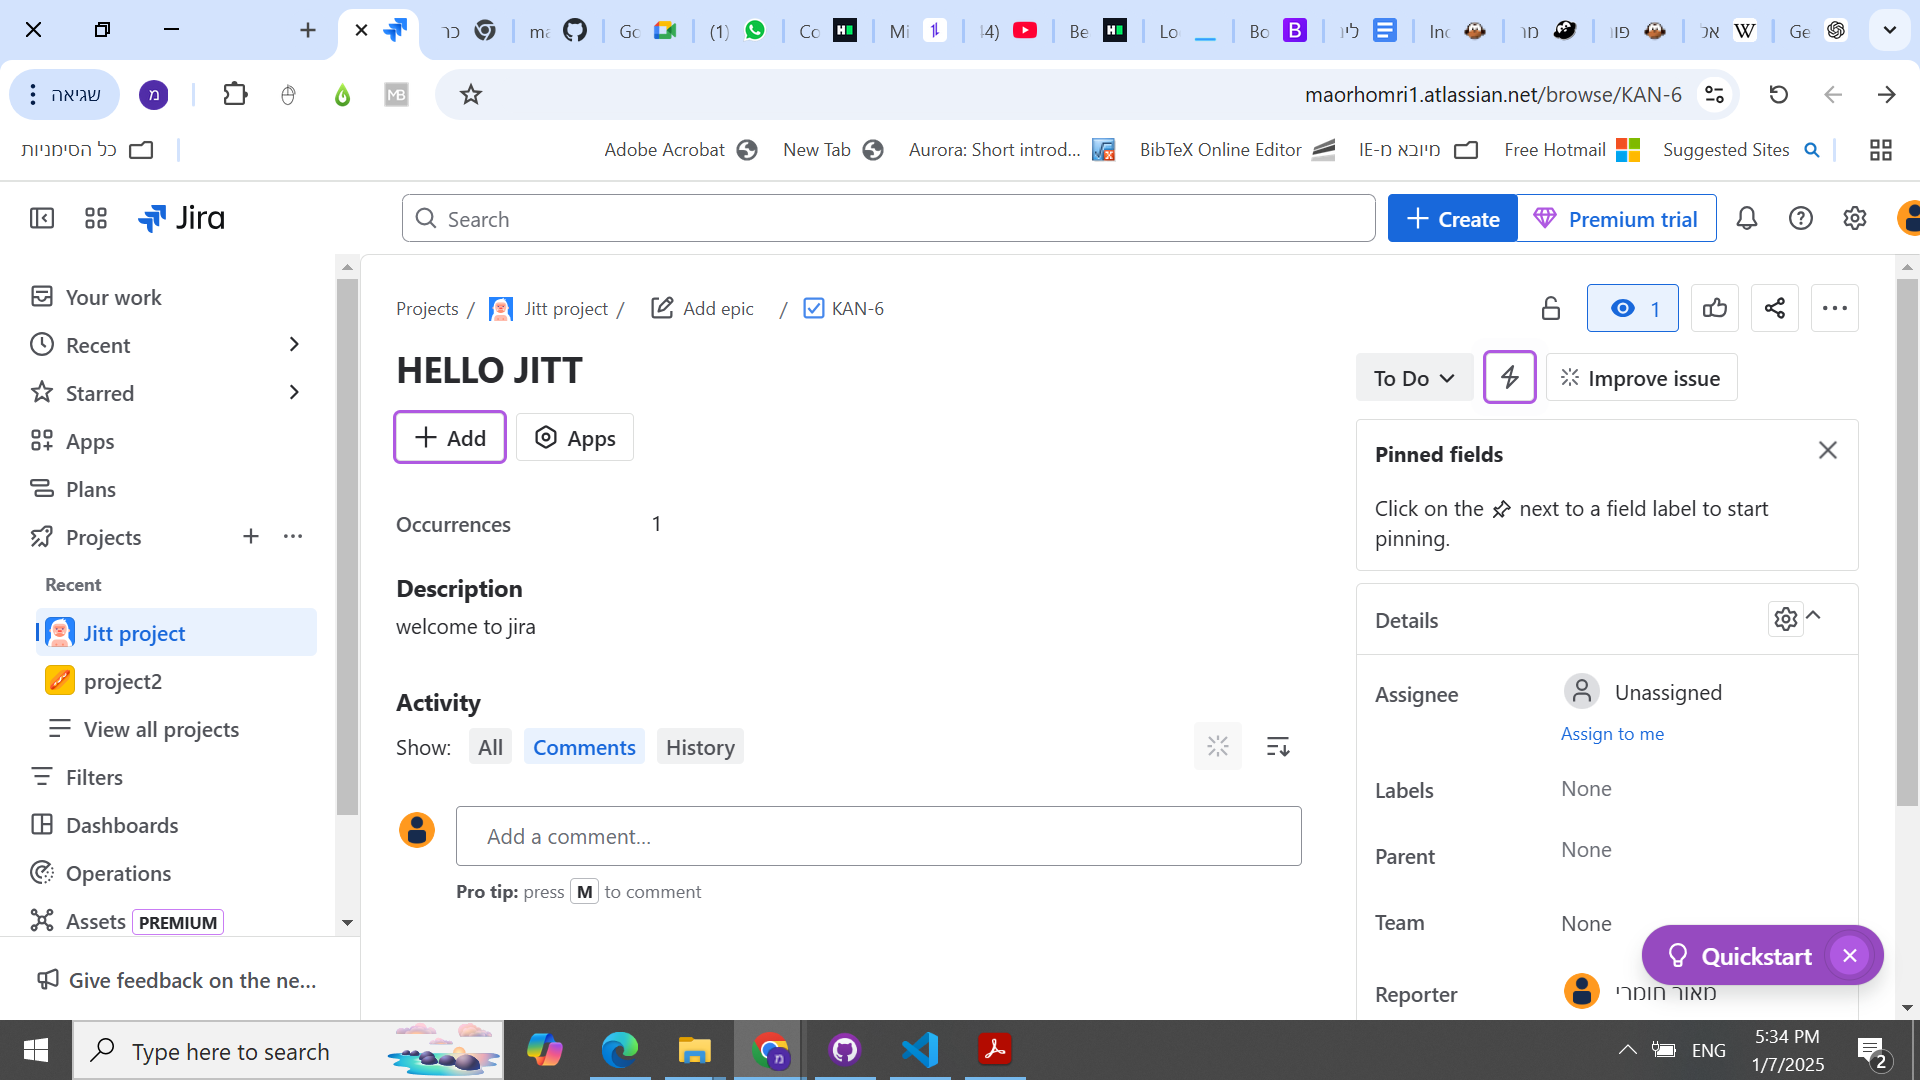 כר
ma
Go
(1)
Co
Mi
44)
Be
Lo
Bo
ליז
Inc
מר
פוו
אל
Ge
שגיאה
מ
MB
maorhomri1.atlassian.net/browse/KAN-6
כל הסימניות
Adobe Acrobat
New Tab
Aurora: Short introd...
BibTeX Online Editor
מיובא מ-IE
Free Hotmail
Suggested Sites
Jira
Search
Create
Premium trial
Your work
Recent
Starred
Apps
Plans
Projects
Recent
Jitt project
project2
View all projects
Filters
Dashboards
Operations
Assets PREMIUM
Give feedback on the ne...
Projects / Jitt project / Add epic / KAN-6
1
HELLO JITT
Add
Apps
Occurrences 1
Description
welcome to jira
Activity
Show: All Comments History
Add a comment...
Pro tip: press M to comment
To Do
Improve issue
Pinned fields
Click on the next to a field label to start
pinning.
Details
Assignee Unassigned
Assign to me
Labels None
Parent None
Team None
Quickstart
Reporter מאור חומרי
Type here to search
ENG
5:34 PM
1/7/2025
2